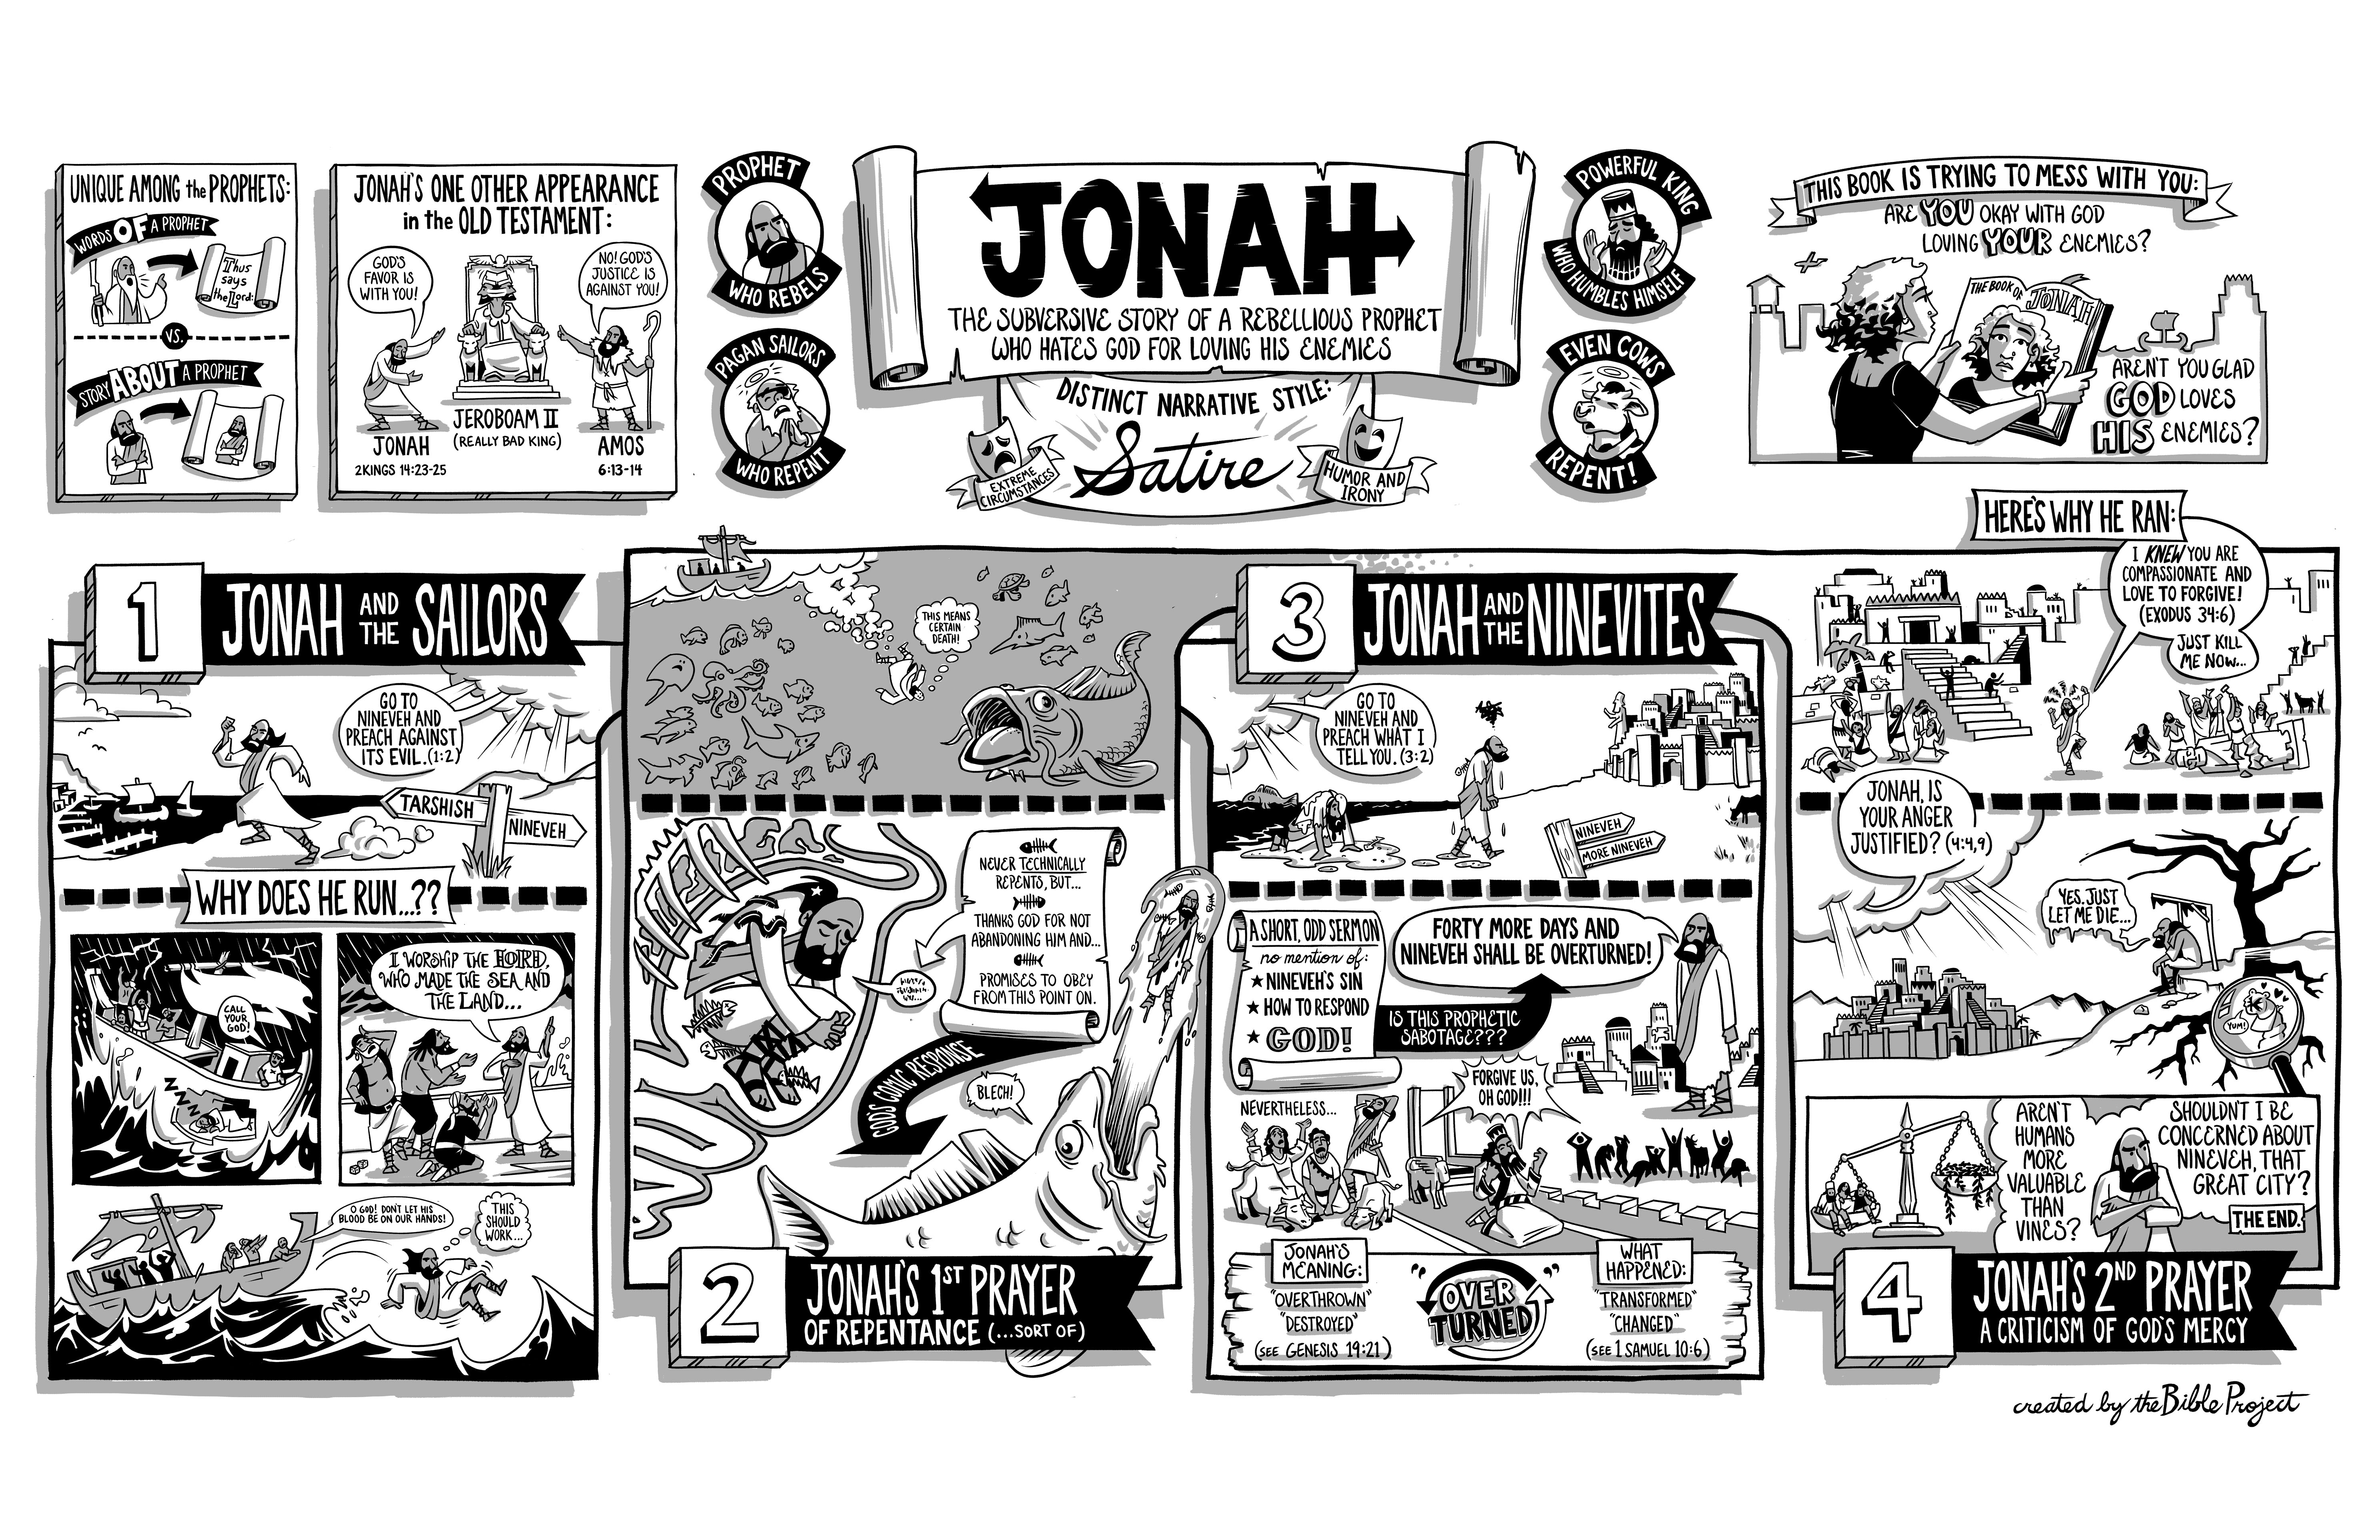 UNIQUE AMONG the PROPHETS:
WORDS OF A PROPHET
Thus
says
the Lord:
VS.
STORY ABOUT A PROPHET
JONAH'S ONE OTHER APPEARANCE
in the OLD TESTAMENT:
GOD'S
FAVOR IS
WITH YOU!
NO! GOD'S
JUSTICE IS
AGAINST YOU!
JONAH
2KINGS 14:23-25
JEROBOAM II
(REALLY BAD KING)
AMOS
6:13-14
PROPHET
WHO REBELS
PAGAN SAILORS
WHO REPENT
JONAH
THE SUBVERSIVE STORY OF A REBELLIOUS PROPHET
WHO HATES GOD FOR LOVING HIS ENEMIES
DISTINCT NARRATIVE STYLE:
Satire
EXTREME
CIRCUMSTANCES
HUMOR AND
IRONY
POWERFUL KING
WHO HUMBLES HIMSELF
EVEN COWS
REPENT!
THIS BOOK IS TRYING TO MESS WITH YOU:
ARE YOU OKAY WITH GOD
LOVING YOUR ENEMIES?
THE BOOK OF
JONAH
AREN'T YOU GLAD
GOD LOVES
HIS ENEMIES?
1
JONAH AND THE SAILORS
GO TO
NINEVEH AND
PREACH AGAINST
ITS EVIL. (1:2)
TARSHISH
NINEVEH
WHY DOES HE RUN...??
CALL
YOUR
GOD!
ZZZZ
I WORSHIP THE LORD,
WHO MADE THE SEA AND
THE LAND...
O GOD! DON'T LET HIS
BLOOD BE ON OUR HANDS!
THIS
SHOULD
WORK...
THIS MEANS
CERTAIN
DEATH!
NEVER TECHNICALLY
REPENTS, BUT...
THANKS GOD FOR NOT
ABANDONING HIM AND...
PROMISES TO OBEY
FROM THIS POINT ON.
GOD'S COMIC RESPONSE
BLECH!
2
JONAH'S 1ST PRAYER
OF REPENTANCE (...SORT OF)
3
JONAH AND THE NINEVITES
GO TO
NINEVEH AND
PREACH WHAT I
TELL YOU. (3:2)
NINEVEH
MORE NINEVEH
A SHORT, ODD SERMON
no mention of:
★ NINEVEH'S SIN
★ HOW TO RESPOND
★ GOD!
FORTY MORE DAYS AND
NINEVEH SHALL BE OVERTURNED!
IS THIS PROPHETIC
SABOTAGE???
NEVERTHELESS...
FORGIVE US,
OH GOD!!!
JONAH'S
MEANING:
"OVERTHROWN"
"DESTROYED"
(SEE GENESIS 19:21)
"OVER
TURNED"
WHAT
HAPPENED:
"TRANSFORMED"
"CHANGED"
(SEE 1 SAMUEL 10:6)
HERE'S WHY HE RAN:
I KNEW YOU ARE
COMPASSIONATE AND
LOVE TO FORGIVE!
(EXODUS 34:6)
JUST KILL
ME NOW...
JONAH, IS
YOUR ANGER
JUSTIFIED? (4:4,9)
YES. JUST
LET ME DIE...
YUM!
AREN'T
HUMANS
MORE
VALUABLE
THAN
VINES?
SHOULDN'T I BE
CONCERNED ABOUT
NINEVEH, THAT
GREAT CITY?
THE END.
4
JONAH'S 2ND PRAYER
A CRITICISM OF GOD'S MERCY
created by the Bible Project